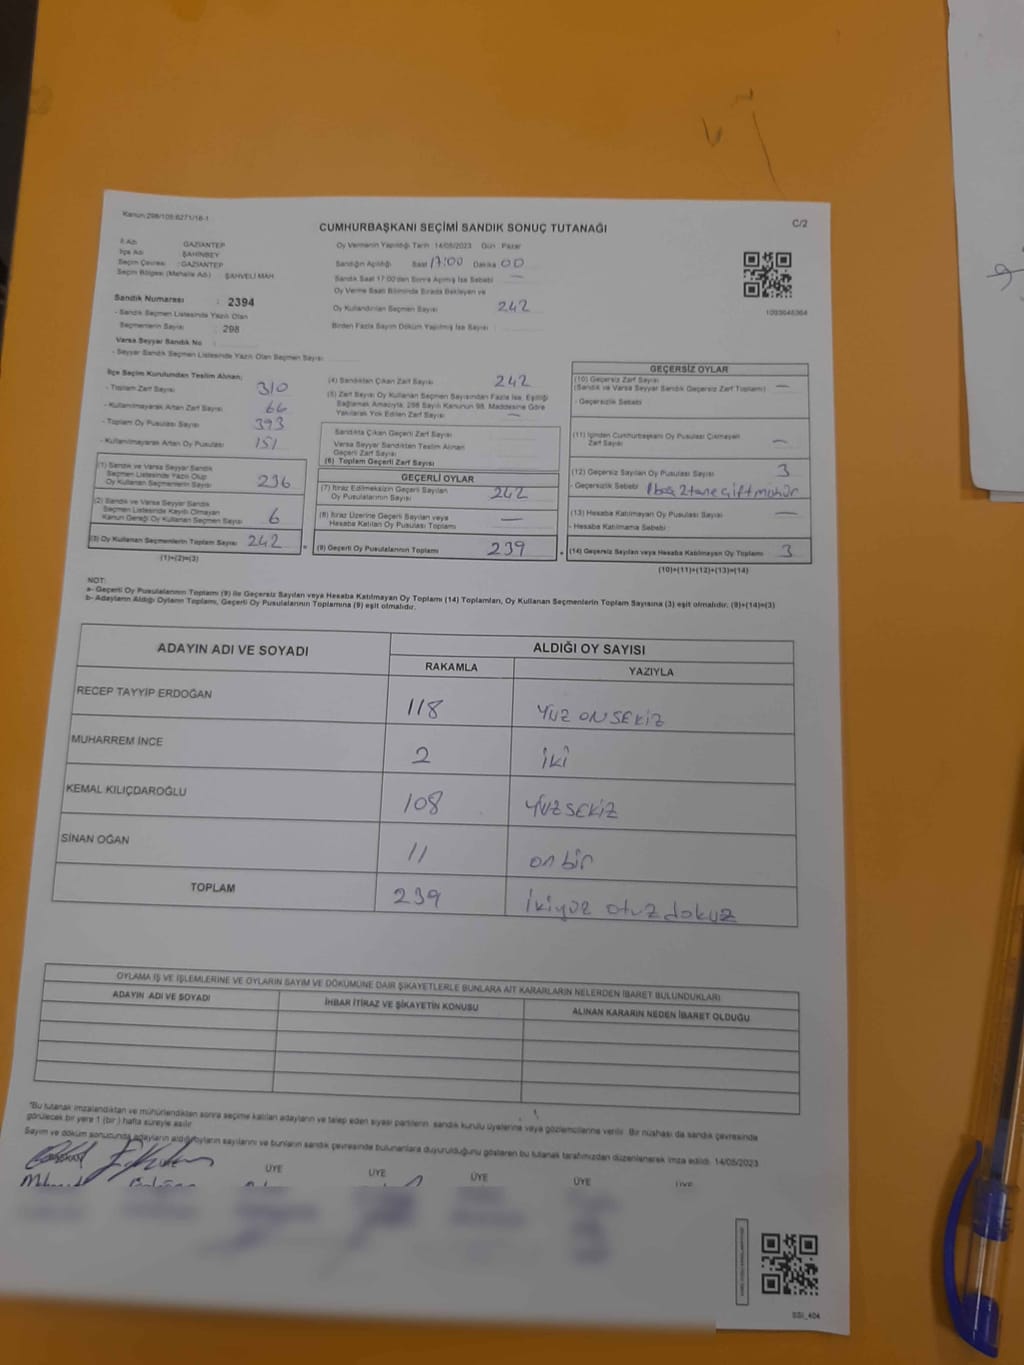 Kanun:298/105:6271/16-1
C/2
CUMHURBAŞKANI SEÇİMİ SANDIK SONUÇ TUTANAĞI
İl Adı : GAZİANTEP
İlçe Adı : ŞAHİNBEY
Seçim Çevresi : GAZİANTEP
Seçim Bölgesi (Mahalle Adı) : ŞAHVELİ MAH.
Sandık Numarası : 2394
- Sandık Seçmen Listesinde Yazılı Olan
Seçmenlerin Sayısı : 298
Varsa Seyyar Sandık No :
- Seyyar Sandık Seçmen Listesinde Yazılı Olan Seçmen Sayısı
Oy Vermenin Yapıldığı Tarih : 14/05/2023 Gün : Pazar
Sandığın Açıldığı Saat 17:00 Dakika 00
Sandık Saat 17:00'den Sonra Açılmış İse Sebebi : —
Oy Verme Saati Bitiminde Sırada Bekleyen ve
Oy Kullandırılan Seçmen Sayısı : 242
Birden Fazla Sayım Döküm Yapılmış İse Sayısı :
1093646364
İlçe Seçim Kurulundan Teslim Alınan;
- Toplam Zarf Sayısı 310
- Kullanılmayarak Artan Zarf Sayısı 66
- Toplam Oy Pusulası 393
- Kullanılmayarak Artan Oy Pusulası 151
(1) Sandık ve Varsa Seyyar Sandık
Seçmen Listesinde Yazılı Olup
Oy Kullanan Seçmenlerin Sayısı 236
(2) Sandık ve Varsa Seyyar Sandık
Seçmen Listesinde Kayıtlı Olmayan
Kanun Gereği Oy Kullanan Seçmen Sayısı 6
(3) Oy Kullanan Seçmenlerin Toplam Sayısı 242
(1)+(2)=(3)
(4) Sandıktan Çıkan Zarf Sayısı 242
(5) Zarf Sayısı Oy Kullanan Seçmen Sayısından Fazla İse, Eşitliği
Sağlamak Amacıyla, 298 Sayılı Kanunun 98. Maddesine Göre
Yakılarak Yok Edilen Zarf Sayısı —
Sandıkta Çıkan Geçerli Zarf Sayısı
Varsa Seyyar Sandıktan Teslim Alınan
Geçerli Zarf Sayısı
(6) Toplam Geçerli Zarf Sayısı
GEÇERLİ OYLAR
(7) İtiraz Edilmeksizin Geçerli Sayılan
Oy Pusulalarının Sayısı 242
(8) İtiraz Üzerine Geçerli Sayılan veya
Hesaba Katılan Oy Pusulası Toplamı —
(9) Geçerli Oy Pusulalarının Toplamı 239
GEÇERSİZ OYLAR
(10) Geçersiz Zarf Sayısı
(Sandık ve Varsa Seyyar Sandık Geçersiz Zarf Toplamı) —
- Geçersizlik Sebebi :
(11) İçinden Cumhurbaşkanı Oy Pusulası Çıkmayan
Zarf Sayısı —
(12) Geçersiz Sayılan Oy Pusulası Sayısı 3
- Geçersizlik Sebebi : 1 boş 2 tane çift mühür
(13) Hesaba Katılmayan Oy Pusulası Sayısı —
- Hesaba Katılmama Sebebi :
(14) Geçersiz Sayılan veya Hesaba Katılmayan Oy Toplamı 3
(10)+(11)+(12)+(13)=(14)
NOT:
a- Geçerli Oy Pusulalarının Toplamı (9) ile Geçersiz Sayılan veya Hesaba Katılmayan Oy Toplamı (14) Toplamları, Oy Kullanan Seçmenlerin Toplam Sayısına (3) eşit olmalıdır. (9)+(14)=(3)
b- Adayların Aldığı Oyların Toplamı, Geçerli Oy Pusulalarının Toplamına (9) eşit olmalıdır.
ADAYIN ADI VE SOYADI
ALDIĞI OY SAYISI
RAKAMLA YAZIYLA
RECEP TAYYİP ERDOĞAN 118 YÜZ ON SEKİZ
MUHARREM İNCE 2 iki
KEMAL KILIÇDAROĞLU 108 YÜZ SEKİZ
SİNAN OĞAN 11 on bir
TOPLAM 239 ikiyüz otuz dokuz
OYLAMA İŞ VE İŞLEMLERİNE VE OYLARIN SAYIM VE DÖKÜMÜNE DAİR ŞİKAYETLERLE BUNLARA AİT KARARLARIN NELERDEN İBARET BULUNDUKLARI
ADAYIN ADI VE SOYADI İHBAR İTİRAZ VE ŞİKAYETİN KONUSU ALINAN KARARIN NEDEN İBARET OLDUĞU
*Bu tutanak imzalandıktan ve mühürlendikten sonra seçime katılan adayların ve talep eden siyasi partilerin sandık kurulu üyelerine veya gözlemcilerine verilir. Bir nüshası da sandık çevresinde
görülecek bir yere 1 (bir) hafta süreyle asılır.
Sayım ve döküm sonucunda adayların aldığı oyların sayılarını ve bunların sandık çevresinde bulunanlara duyurulduğunu gösteren bu tutanak tarafımızdan düzenlenerek imza edildi. 14/05/2023
BAŞKAN ÜYE ÜYE ÜYE ÜYE ÜYE
SSI_404